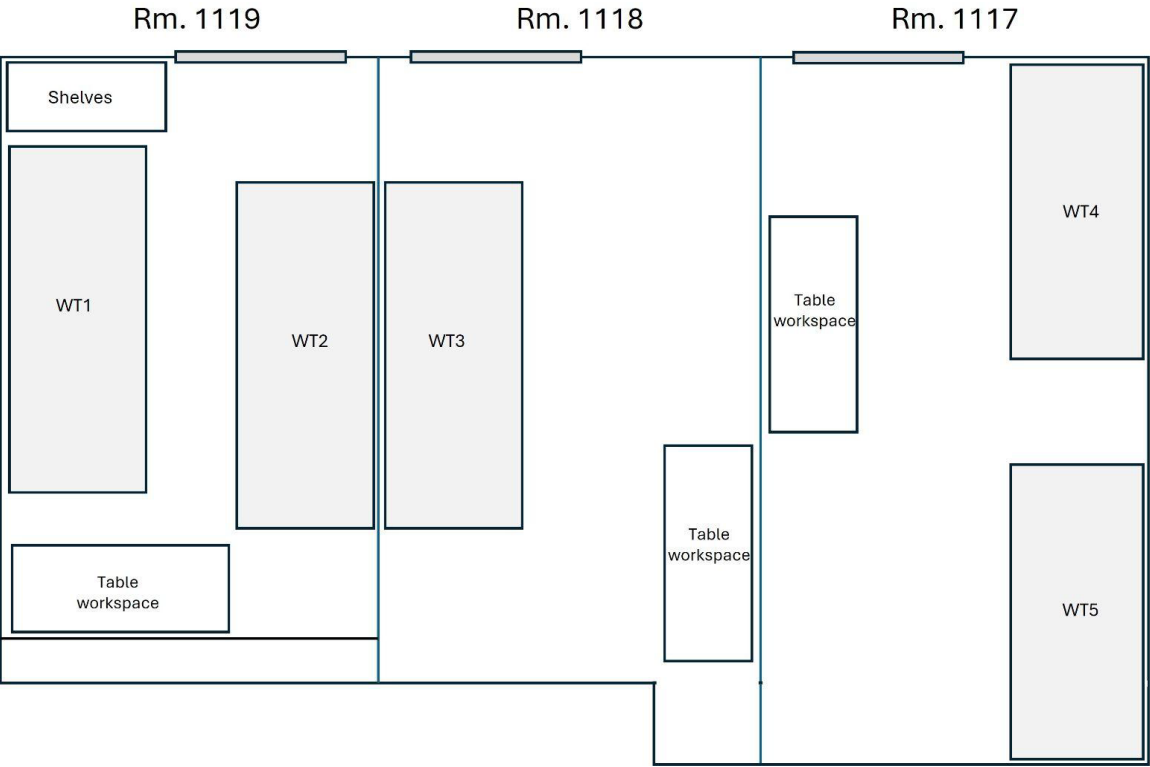 Rm. 1119
Rm. 1118
Rm. 1117
Shelves
WT1
WT2
WT3
WT4
Table
workspace
Table
workspace
Table
workspace
WT5